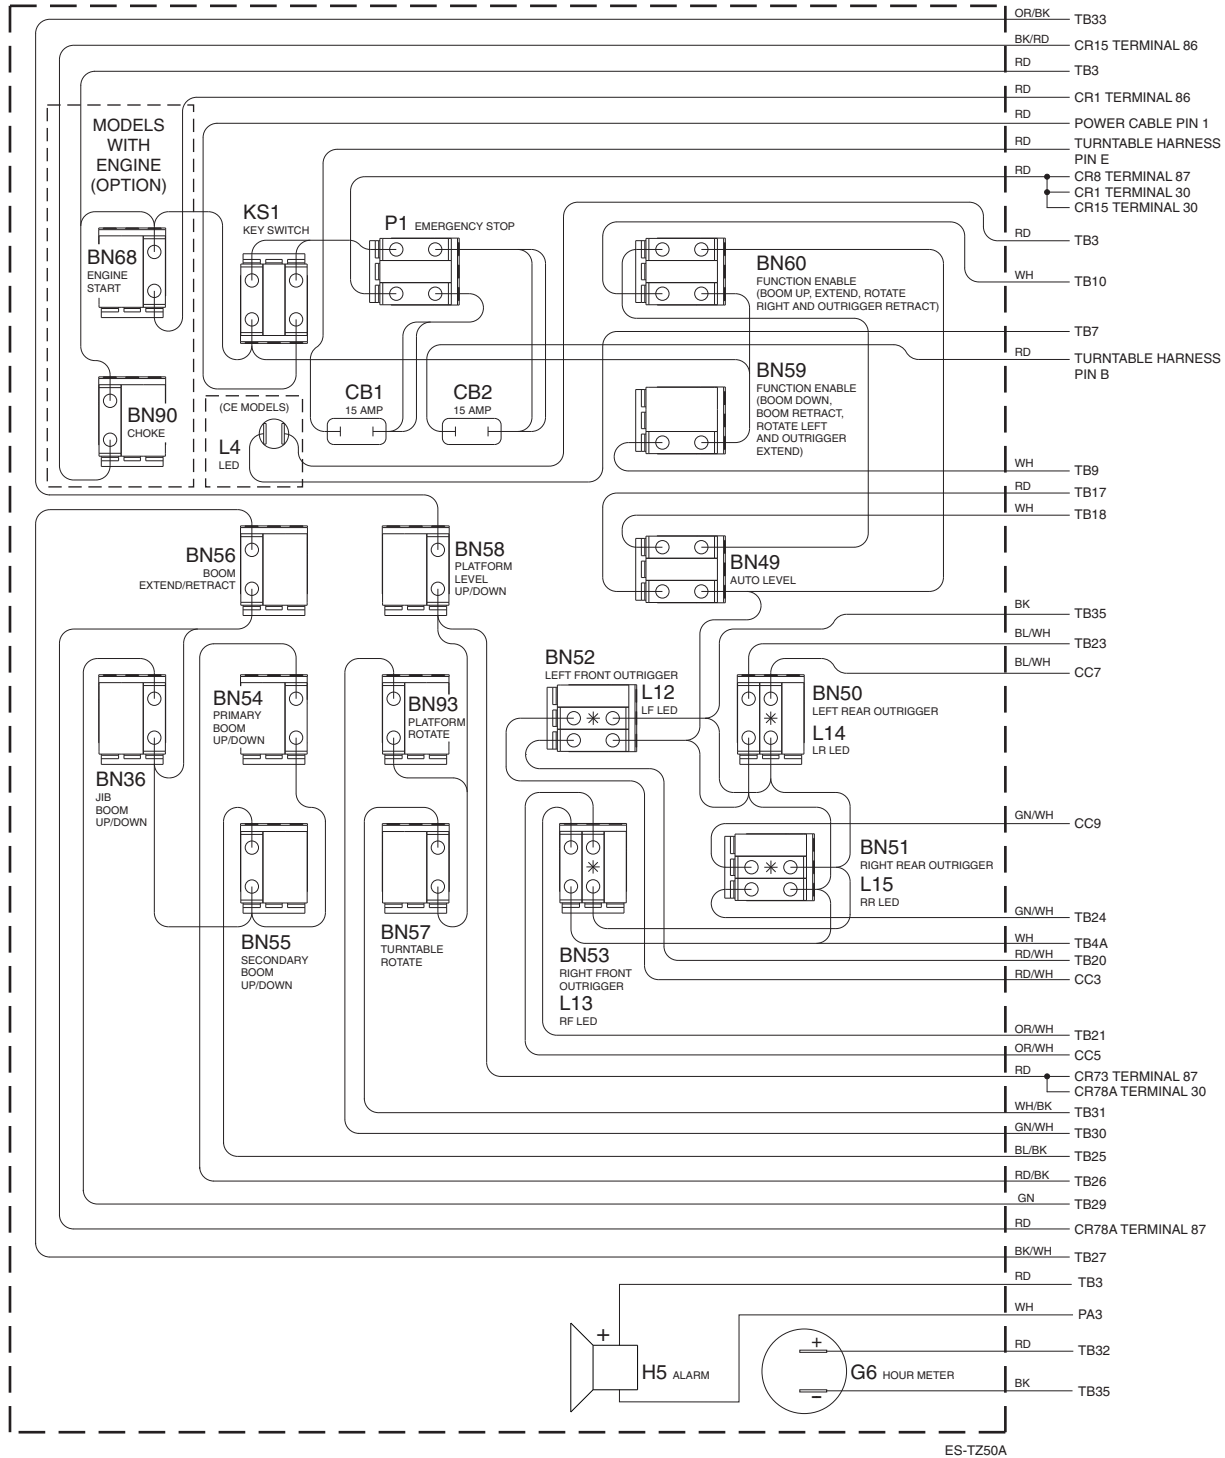 OR/BK TB33
BK/RD CR15 TERMINAL 86
RD TB3
RD CR1 TERMINAL 86
RD POWER CABLE PIN 1
RD TURNTABLE HARNESS
PIN E
RD CR8 TERMINAL 87
CR1 TERMINAL 30
CR15 TERMINAL 30
RD TB3
WH TB10
TB7
RD TURNTABLE HARNESS
PIN B
WH TB9
RD TB17
WH TB18
BK TB35
BL/WH TB23
BL/WH CC7
GN/WH CC9
GN/WH TB24
WH TB4A
RD/WH TB20
RD/WH CC3
OR/WH TB21
OR/WH CC5
RD CR73 TERMINAL 87
CR78A TERMINAL 30
WH/BK TB31
GN/WH TB30
BL/BK TB25
RD/BK TB26
GN TB29
RD CR78A TERMINAL 87
BK/WH TB27
RD TB3
WH PA3
RD TB32
BK TB35
MODELS
WITH
ENGINE
(OPTION)
BN68
ENGINE
START
BN90
CHOKE
KS1
KEY SWITCH
P1 EMERGENCY STOP
(CE MODELS)
L4
LED
CB1
15 AMP
CB2
15 AMP
BN60
FUNCTION ENABLE
(BOOM UP, EXTEND, ROTATE
RIGHT AND OUTRIGGER RETRACT)
BN59
FUNCTION ENABLE
(BOOM DOWN,
BOOM RETRACT,
ROTATE LEFT
AND OUTRIGGER
EXTEND)
BN56
BOOM
EXTEND/RETRACT
BN58
PLATFORM
LEVEL
UP/DOWN
BN49
AUTO LEVEL
BN36
JIB
BOOM
UP/DOWN
BN54
PRIMARY
BOOM
UP/DOWN
BN93
PLATFORM
ROTATE
BN52
LEFT FRONT OUTRIGGER
L12
LF LED
BN50
LEFT REAR OUTRIGGER
L14
LR LED
BN55
SECONDARY
BOOM
UP/DOWN
BN57
TURNTABLE
ROTATE
BN53
RIGHT FRONT
OUTRIGGER
L13
RF LED
BN51
RIGHT REAR OUTRIGGER
L15
RR LED
+
H5 ALARM
+
G6 HOUR METER
–
ES-TZ50A